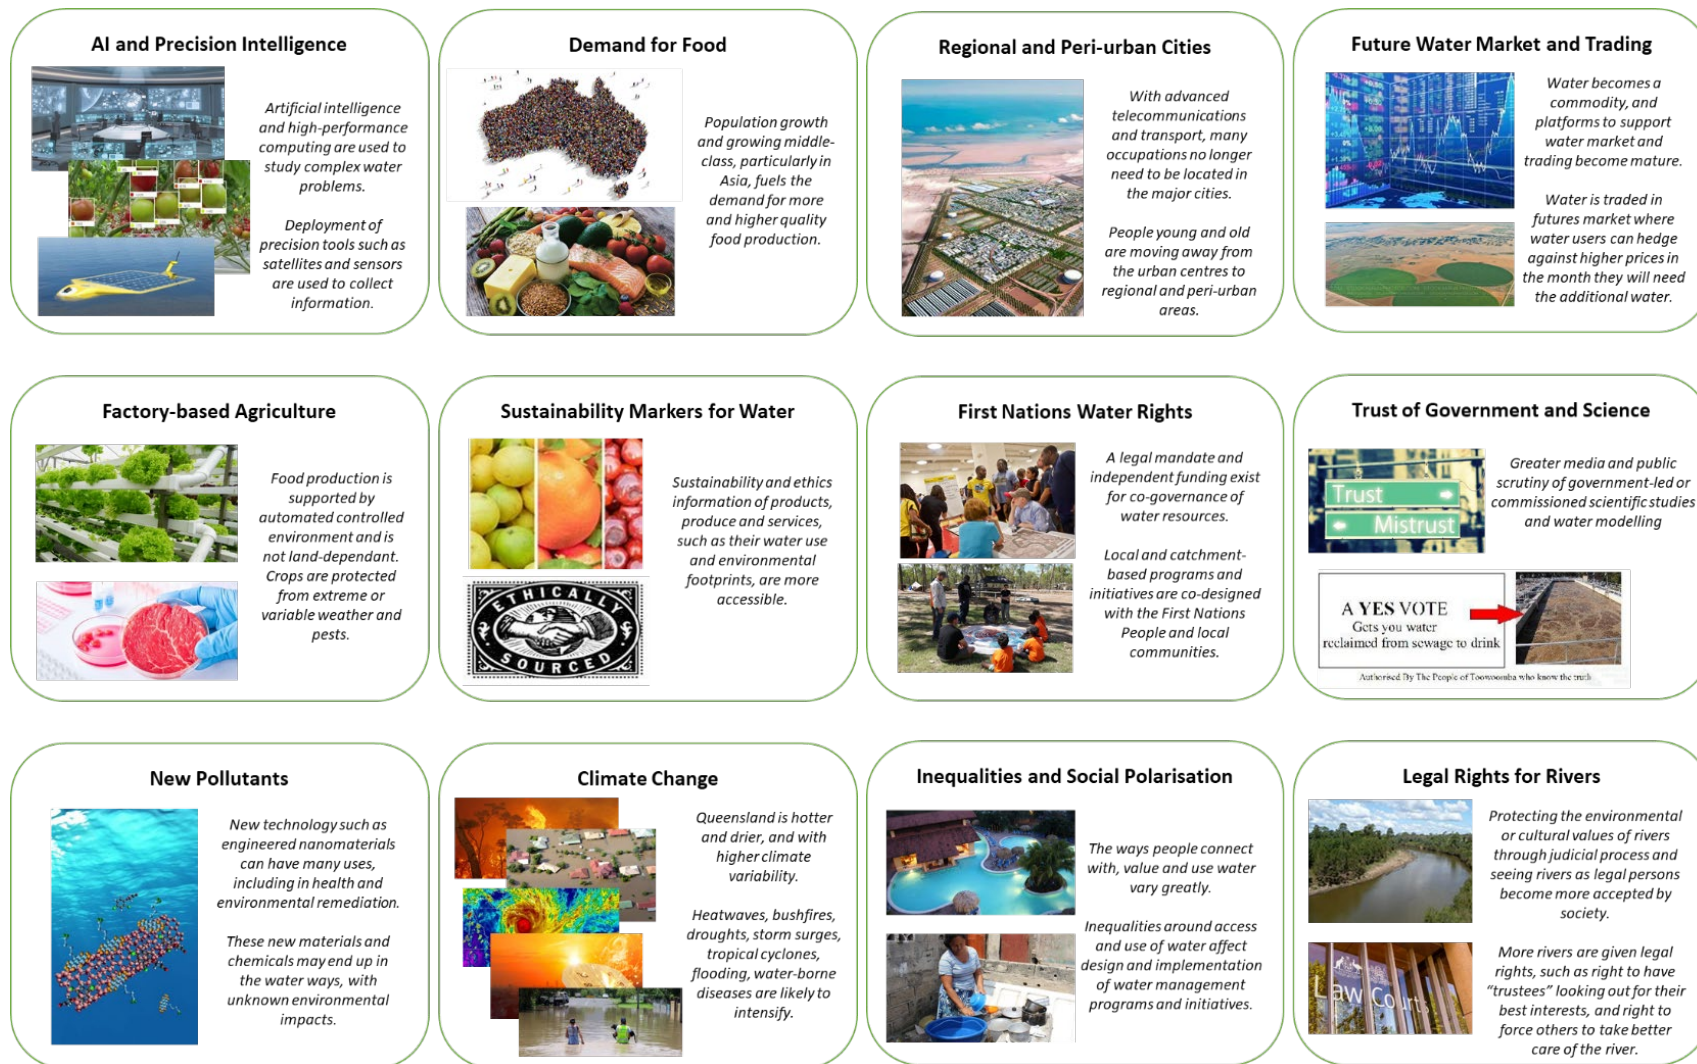 AI and Precision Intelligence
Artificial intelligence
and high-performance
computing are used to
study complex water
problems.
Deployment of
precision tools such as
satellites and sensors
are used to collect
information.
Demand for Food
Population growth
and growing middle-
class, particularly in
Asia, fuels the
demand for more
and higher quality
food production.
Regional and Peri-urban Cities
With advanced
telecommunications
and transport, many
occupations no longer
need to be located in
the major cities.
People young and old
are moving away from
the urban centres to
regional and peri-urban
areas.
Future Water Market and Trading
Water becomes a
commodity, and
platforms to support
water market and
trading become mature.
Water is traded in
futures market where
water users can hedge
against higher prices in
the month they will need
the additional water.
Factory-based Agriculture
Food production is
supported by
automated controlled
environment and is
not land-dependant.
Crops are protected
from extreme or
variable weather and
pests.
Sustainability Markers for Water
Sustainability and ethics
information of products,
produce and services,
such as their water use
and environmental
footprints, are more
accessible.
ETHICALLY
SOURCED
First Nations Water Rights
A legal mandate and
independent funding exist
for co-governance of
water resources.
Local and catchment-
based programs and
initiatives are co-designed
with the First Nations
People and local
communities.
Trust of Government and Science
Trust
Mistrust
Greater media and public
scrutiny of government-led or
commissioned scientific studies
and water modelling
A YES VOTE
Gets you water
reclaimed from sewage to drink
Authorised By The People of Toowoomba who know the truth
New Pollutants
New technology such as
engineered nanomaterials
can have many uses,
including in health and
environmental remediation.
These new materials and
chemicals may end up in
the water ways, with
unknown environmental
impacts.
Climate Change
Queensland is hotter
and drier, and with
higher climate
variability.
Heatwaves, bushfires,
droughts, storm surges,
tropical cyclones,
flooding, water-borne
diseases are likely to
intensify.
Inequalities and Social Polarisation
The ways people connect
with, value and use water
vary greatly.
Inequalities around access
and use of water affect
design and implementation
of water management
programs and initiatives.
Legal Rights for Rivers
Protecting the environmental
or cultural values of rivers
through judicial process and
seeing rivers as legal persons
become more accepted by
society.
Law Courts
More rivers are given legal
rights, such as right to have
“trustees” looking out for their
best interests, and right to
force others to take better
care of the river.